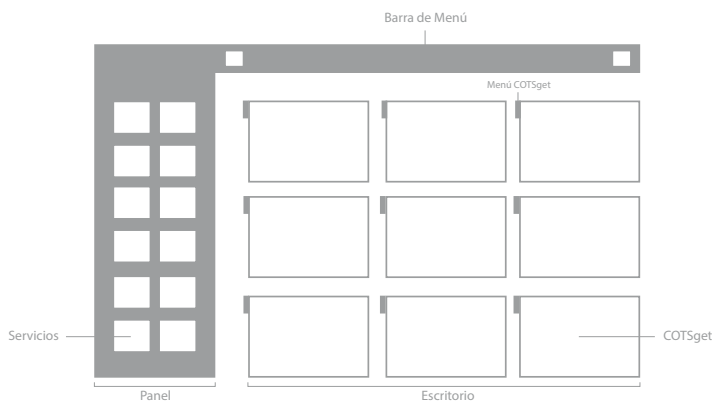 Barra de Menú
Menú COTSget
Servicios
COTSget
Panel
Escritorio